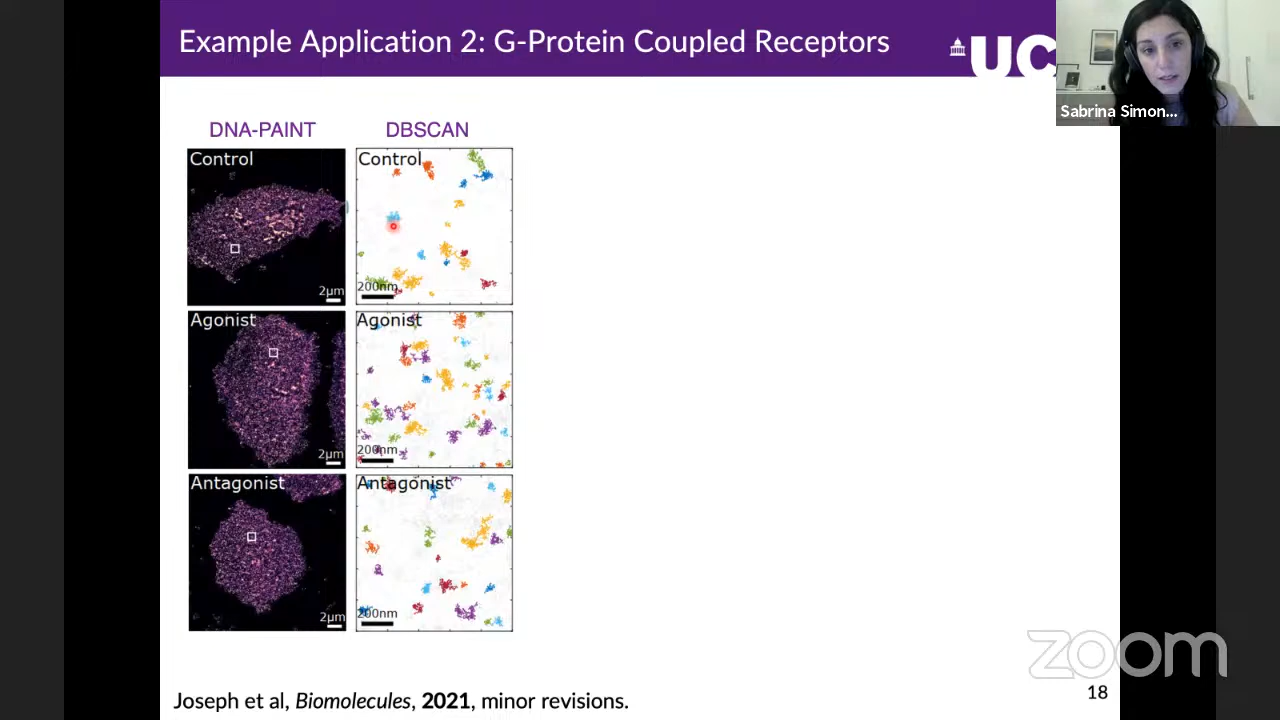 Example Application 2: G-Protein Coupled Receptors
UC
Sabrina Simon...
DNA-PAINT
DBSCAN
Control
2μm
Control
200nm
Agonist
2μm
Agonist
200nm
Antagonist
2μm
Antagonist
200nm
zoom
Joseph et al, Biomolecules, 2021, minor revisions.
18